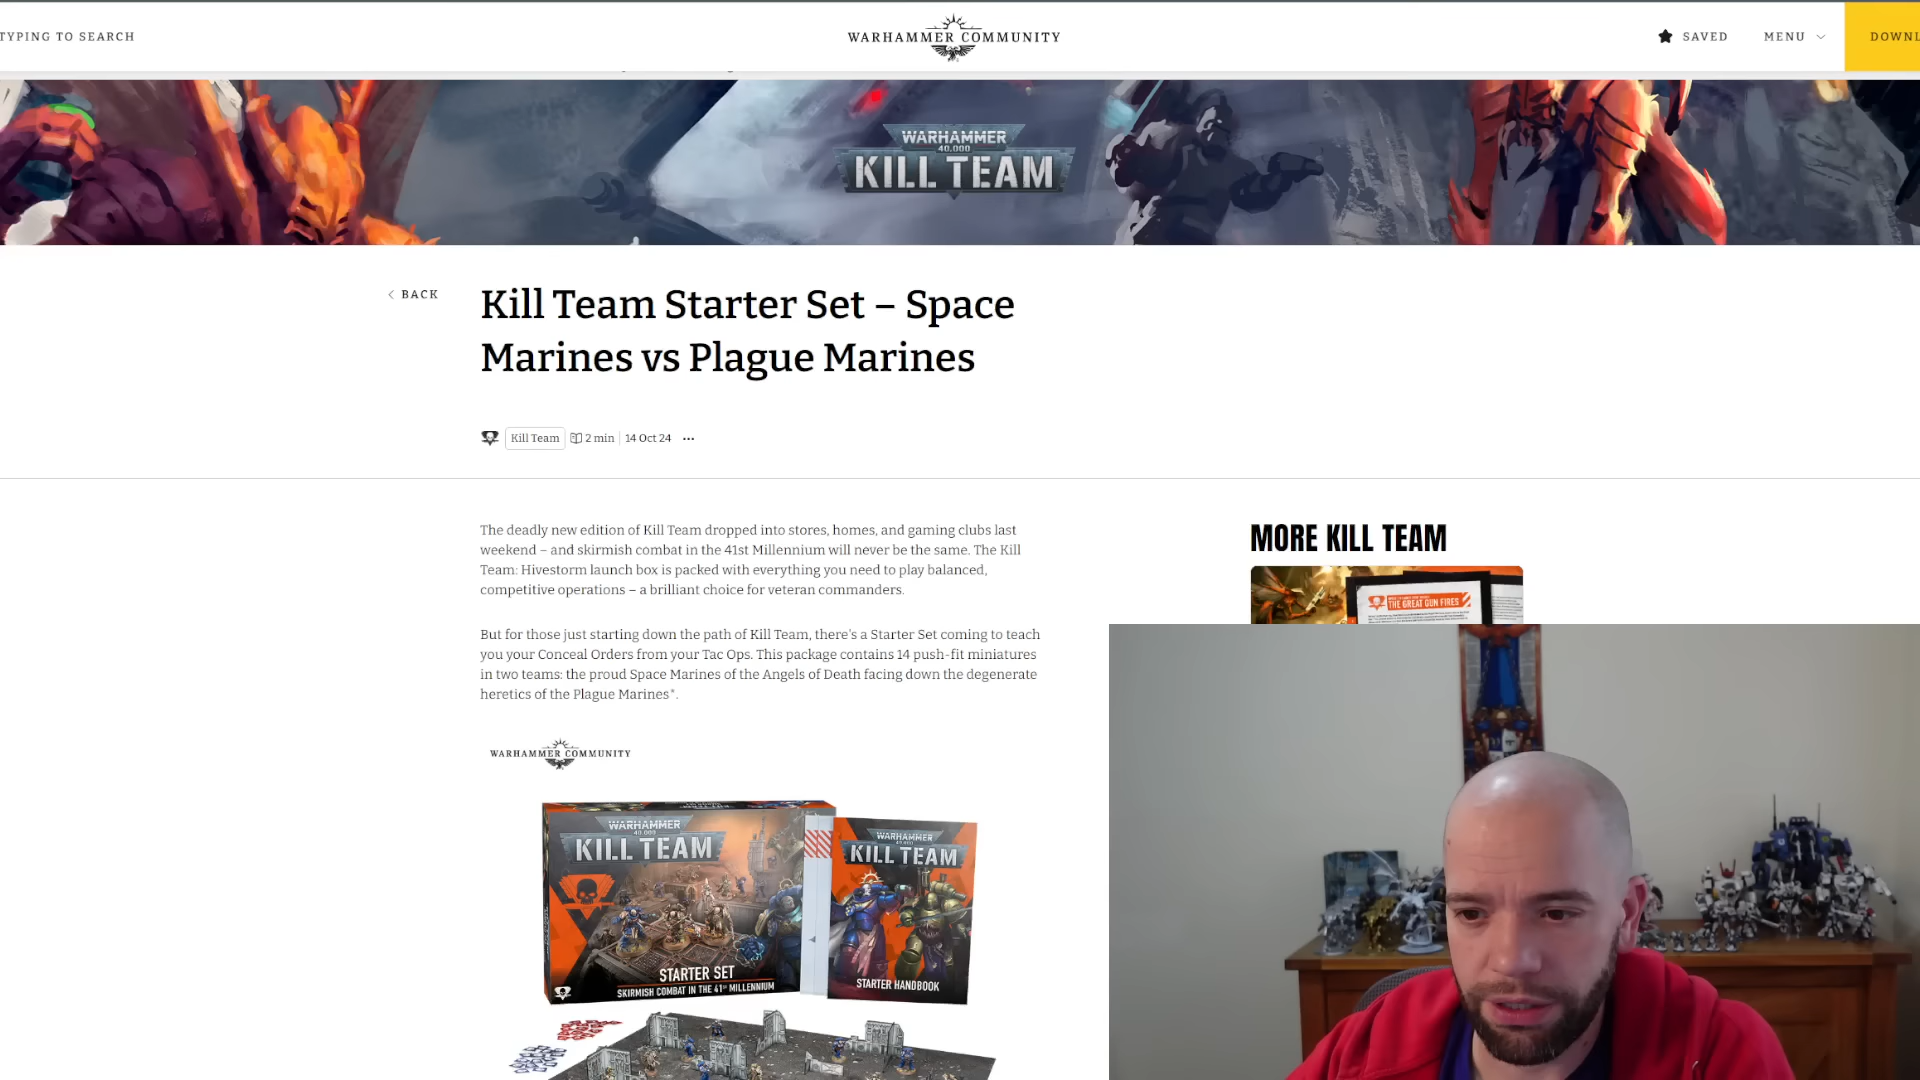 TYPING TO SEARCH
WARHAMMER COMMUNITY
SAVED
MENU
DOWNL
WARHAMMER
40,000
KILL TEAM
BACK
Kill Team Starter Set – Space
Marines vs Plague Marines
Kill Team
2 min
14 Oct 24
The deadly new edition of Kill Team dropped into stores, homes, and gaming clubs last
weekend – and skirmish combat in the 41st Millennium will never be the same. The Kill
Team: Hivestorm launch box is packed with everything you need to play balanced,
competitive operations – a brilliant choice for veteran commanders.
But for those just starting down the path of Kill Team, there's a Starter Set coming to teach
you your Conceal Orders from your Tac Ops. This package contains 14 push-fit miniatures
in two teams: the proud Space Marines of the Angels of Death facing down the degenerate
heretics of the Plague Marines*.
MORE KILL TEAM
THE GREAT GUN FIRES
WARHAMMER COMMUNITY
WARHAMMER
40,000
KILL TEAM
STARTER SET
SKIRMISH COMBAT IN THE 41ST MILLENNIUM
WARHAMMER
40,000
KILL TEAM
STARTER HANDBOOK